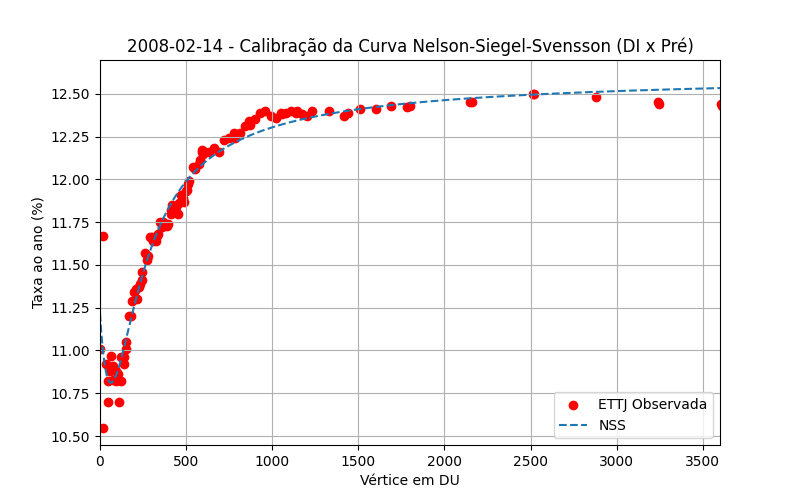 2008-02-14 - Calibração da Curva Nelson-Siegel-Svensson (DI x Pré)
Taxa ao ano (%)
12.50
12.25
12.00
11.75
11.50
11.25
11.00
10.75
10.50
ETTJ Observada
NSS
0 500 1000 1500 2000 2500 3000 3500
Vértice em DU